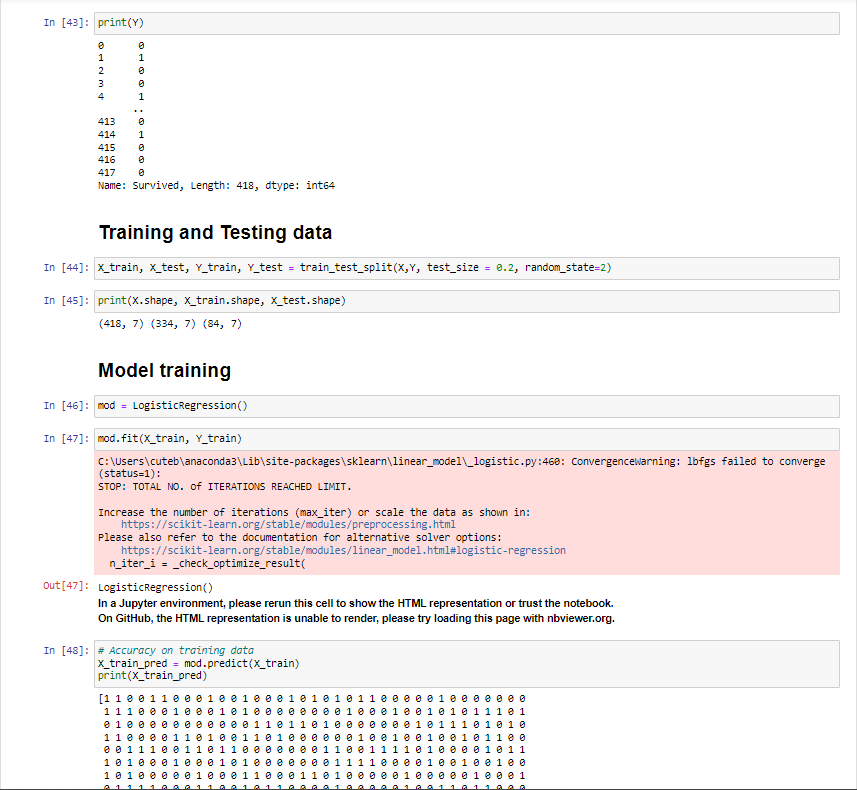 In [43]: print(Y)
0 0
1 1
2 0
3 0
4 1
..
413 0
414 1
415 0
416 0
417 0
Name: Survived, Length: 418, dtype: int64
Training and Testing data
In [44]: X_train, X_test, Y_train, Y_test = train_test_split(X,Y, test_size = 0.2, random_state=2)
In [45]: print(X.shape, X_train.shape, X_test.shape)
(418, 7) (334, 7) (84, 7)
Model training
In [46]: mod = LogisticRegression()
In [47]: mod.fit(X_train, Y_train)
C:\Users\cuteb\anaconda3\Lib\site-packages\sklearn\linear_model\_logistic.py:460: ConvergenceWarning: lbfgs failed to converge
(status=1):
STOP: TOTAL NO. of ITERATIONS REACHED LIMIT.
Increase the number of iterations (max_iter) or scale the data as shown in:
https://scikit-learn.org/stable/modules/preprocessing.html
Please also refer to the documentation for alternative solver options:
https://scikit-learn.org/stable/modules/linear_model.html#logistic-regression
n_iter_i = _check_optimize_result(
Out[47]: LogisticRegression()
In a Jupyter environment, please rerun this cell to show the HTML representation or trust the notebook.
On GitHub, the HTML representation is unable to render, please try loading this page with nbviewer.org.
In [48]: # Accuracy on training data
X_train_pred = mod.predict(X_train)
print(X_train_pred)
[1 1 0 0 1 1 0 0 0 1 0 0 1 0 0 0 1 0 1 0 1 0 1 1 0 0 0 0 0 1 0 0 0 0 0 0 0
1 1 1 0 0 0 1 0 0 0 1 0 1 0 0 0 0 0 0 0 0 1 0 0 0 1 0 0 1 0 1 0 1 1 1 0 1
0 1 0 0 0 0 0 0 0 0 0 0 0 1 1 0 1 1 0 1 0 0 0 0 0 0 0 1 0 1 1 1 0 1 0 1 0
1 1 0 0 0 0 1 1 0 1 0 0 1 1 0 1 0 0 0 0 0 0 1 0 0 1 0 0 1 0 0 1 0 1 1 0 0
0 0 1 1 1 0 0 1 1 0 1 1 0 0 0 0 0 0 0 1 1 0 0 1 1 1 1 0 1 0 0 0 0 1 0 1 1
1 1 0 1 0 0 0 1 0 0 0 1 0 1 0 0 0 0 0 0 1 1 1 1 0 0 0 0 1 0 0 1 0 0 1 0 0
1 0 1 0 0 0 0 0 1 0 0 0 1 1 0 0 0 1 1 0 1 0 0 0 0 0 1 0 0 0 0 0 1 0 0 0 1